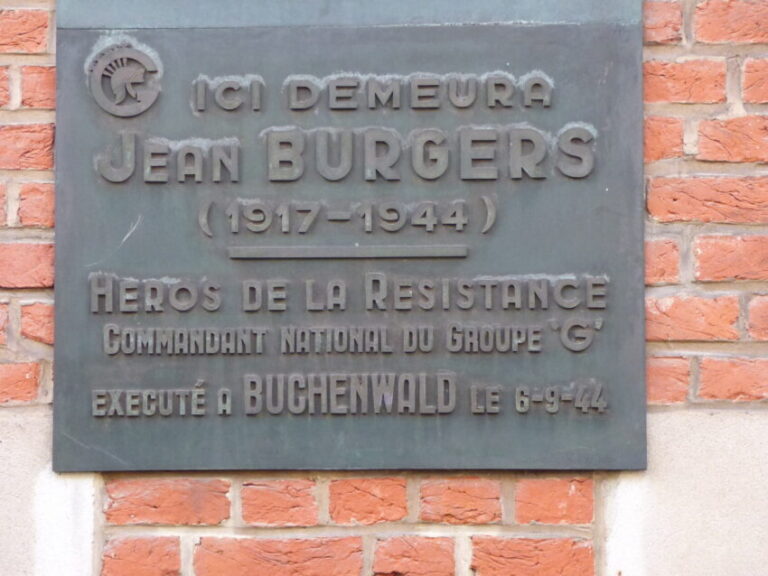 ICI DEMEURA
JEAN BURGERS
(1917-1944)
HEROS DE LA RESISTANCE
COMMANDANT NATIONAL DU GROUPE "G"
EXECUTÉ A BUCHENWALD LE 6-9-44